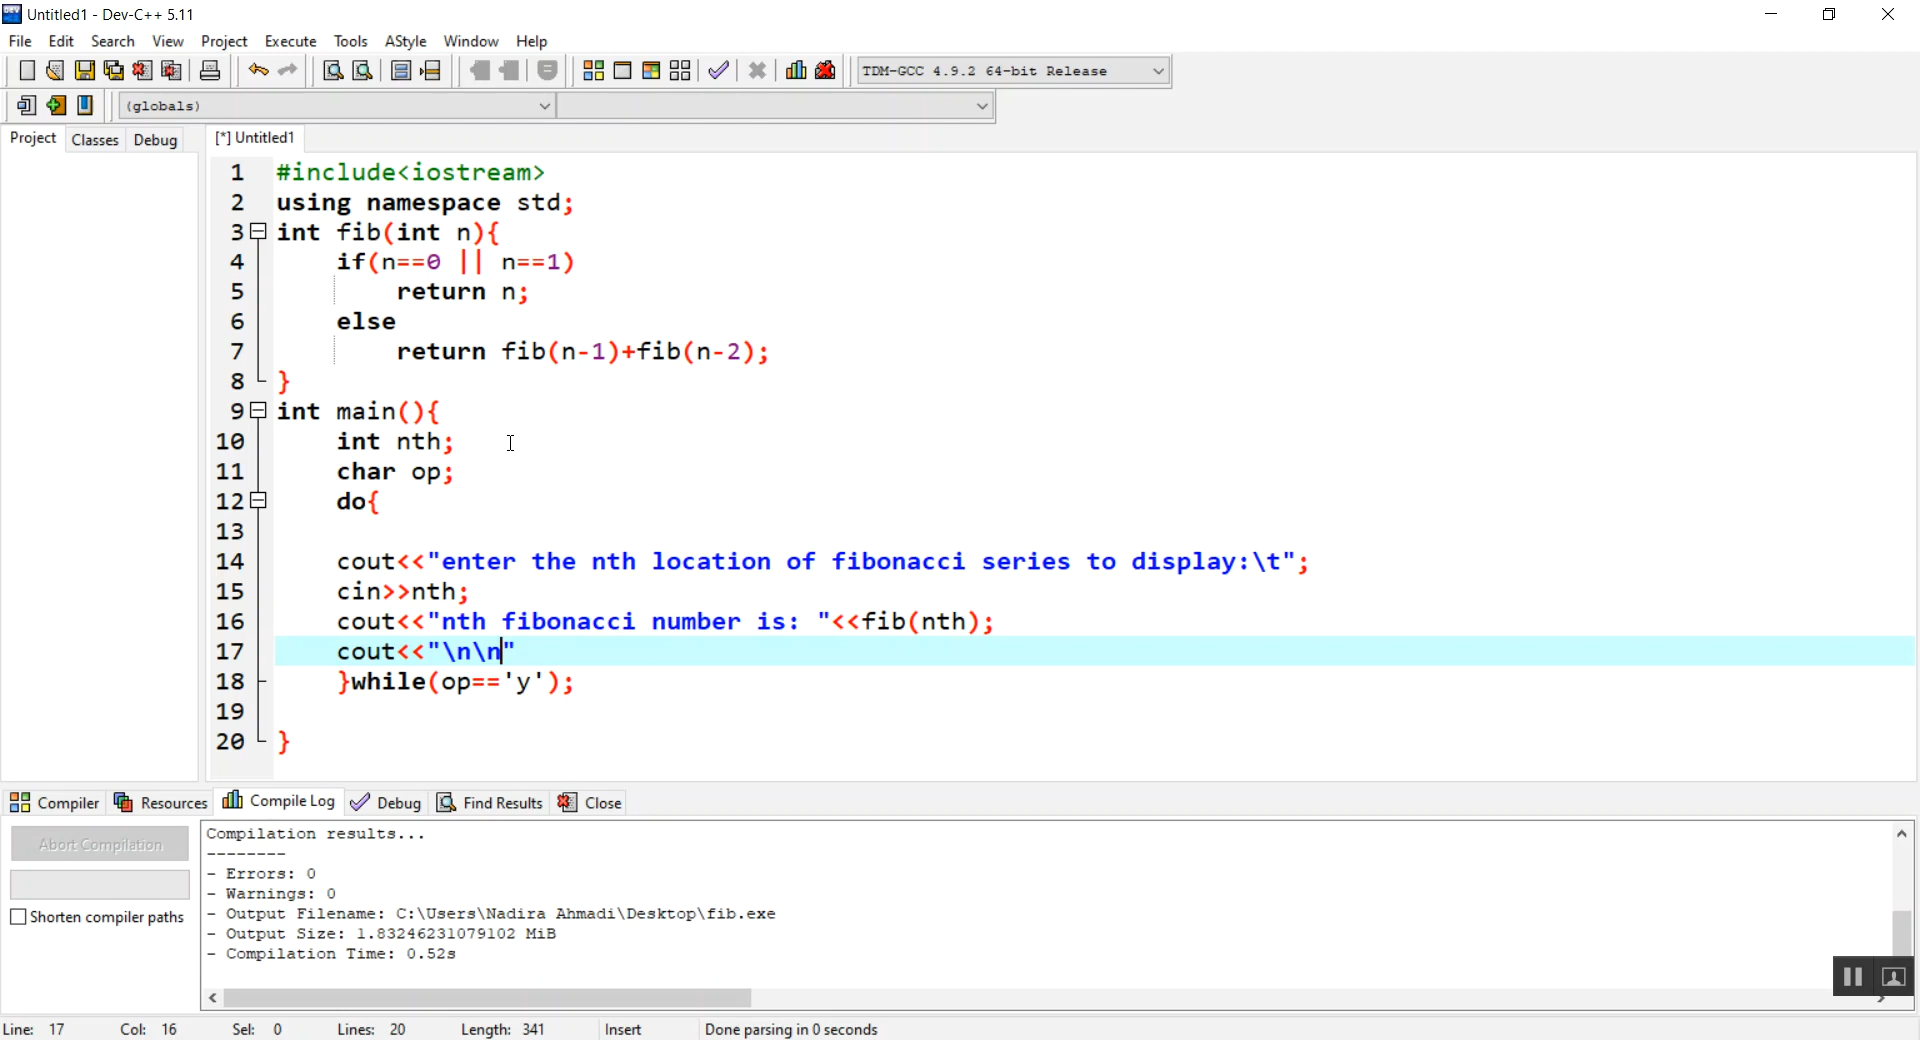 Untitled1 - Dev-C++ 5.11
File Edit Search View Project Execute Tools AStyle Window Help
TDM-GCC 4.9.2 64-bit Release
(globals)
Project Classes Debug [*] Untitled1
1 #include<iostream>
2 using namespace std;
3 int fib(int n){
4 if(n==0 || n==1)
5 return n;
6 else
7 return fib(n-1)+fib(n-2);
8 }
9 int main(){
10 int nth;
11 char op;
12 do{
13
14 cout<<"enter the nth location of fibonacci series to display:\t";
15 cin>>nth;
16 cout<<"nth fibonacci number is: "<<fib(nth);
17 cout<<"\n\n"
18 }while(op=='y');
19
20 }
Compiler Resources Compile Log Debug Find Results Close
Abort Compilation
Shorten compiler paths
Compilation results...
--------
- Errors: 0
- Warnings: 0
- Output Filename: C:\Users\Nadira Ahmadi\Desktop\fib.exe
- Output Size: 1.83246231079102 MiB
- Compilation Time: 0.52s
Line: 17 Col: 16 Sel: 0 Lines: 20 Length: 341 Insert Done parsing in 0 seconds